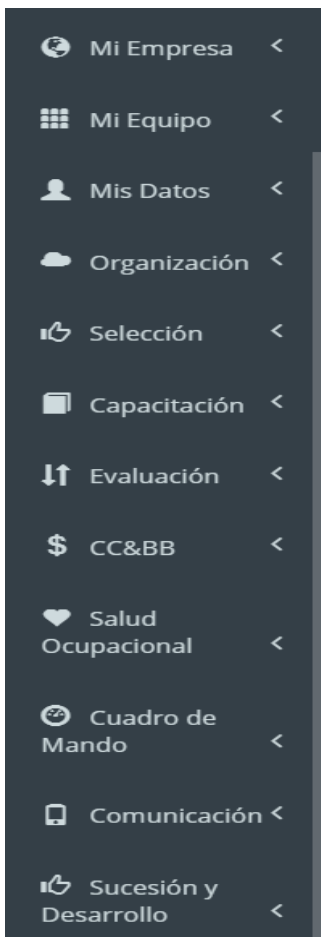 Mi Empresa
Mi Equipo
Mis Datos
Organización
Selección
Capacitación
Evaluación
CC&BB
Salud
Ocupacional
Cuadro de
Mando
Comunicación
Sucesión y
Desarrollo